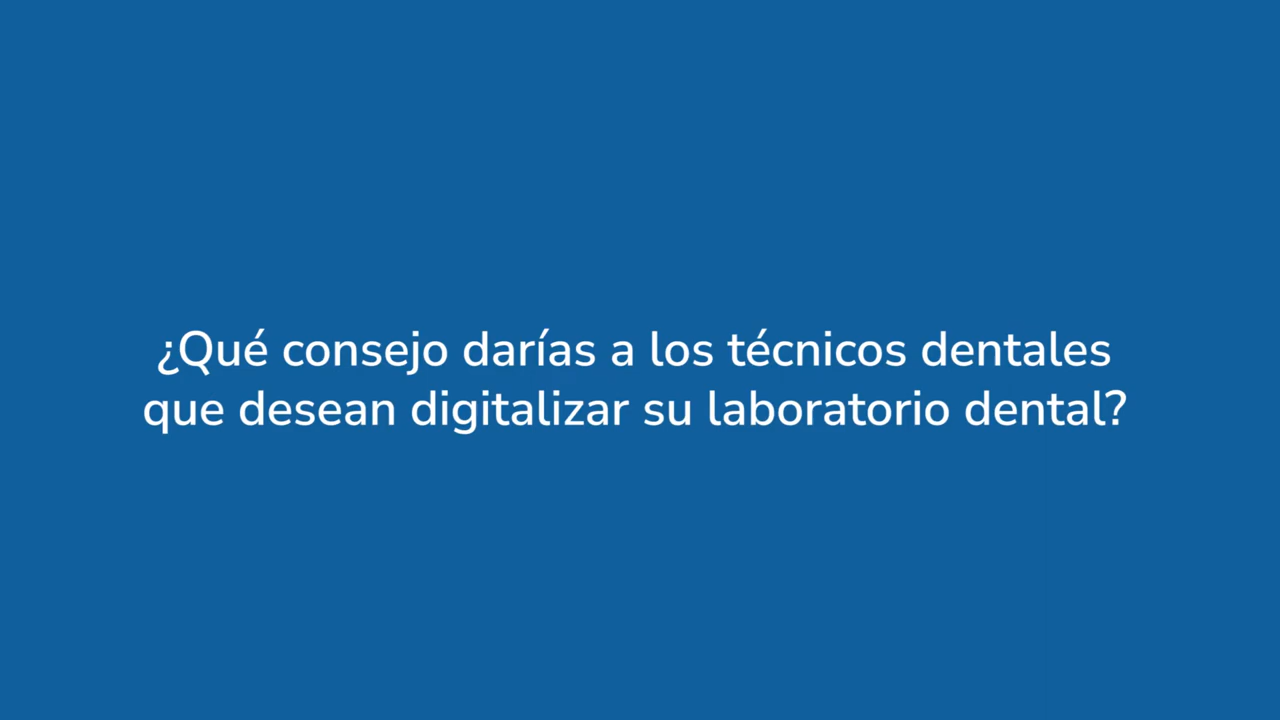 ¿Qué consejo darías a los técnicos dentales
que desean digitalizar su laboratorio dental?